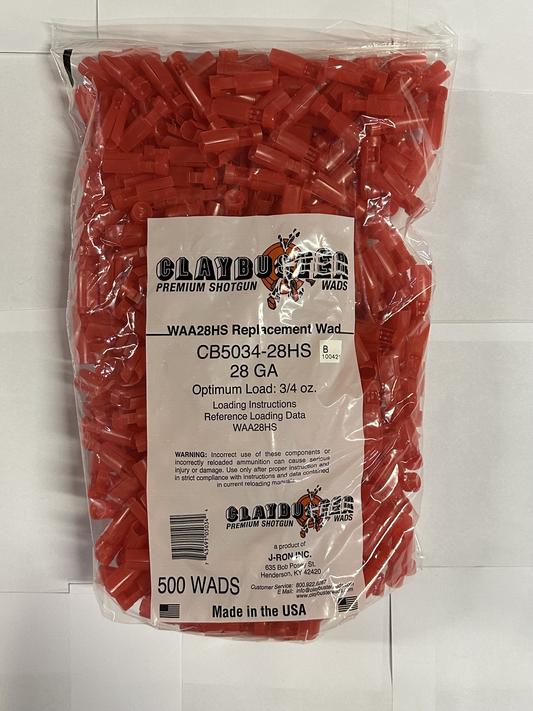 CLAYBUSTER
PREMIUM SHOTGUN WADS
WAA28HS Replacement Wad
CB5034-28HS
B
100421
28 GA
Optimum Load: 3/4 oz.
Loading Instructions
Reference Loading Data
WAA28HS
WARNING: Incorrect use of these components or
incorrectly reloaded ammunition can cause serious
injury or damage. Use only after proper instruction and
in strict compliance with instructions and data contained
in current reloading
CLAYBUSTER
PREMIUM SHOTGUN WADS
a product of
J-RON INC.
635 Bob Posey St.
Henderson, KY 42420
Customer Service:
E Mail:
500 WADS
Made in the USA